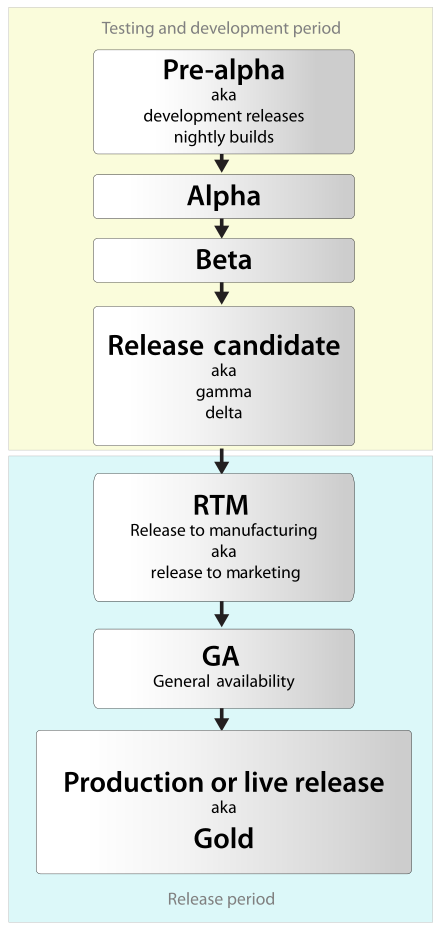 Testing and development period
Pre-alpha
aka
development releases
nightly builds
Alpha
Beta
Release candidate
aka
gamma
delta
RTM
Release to manufacturing
aka
release to marketing
GA
General availability
Production or live release
aka
Gold
Release period